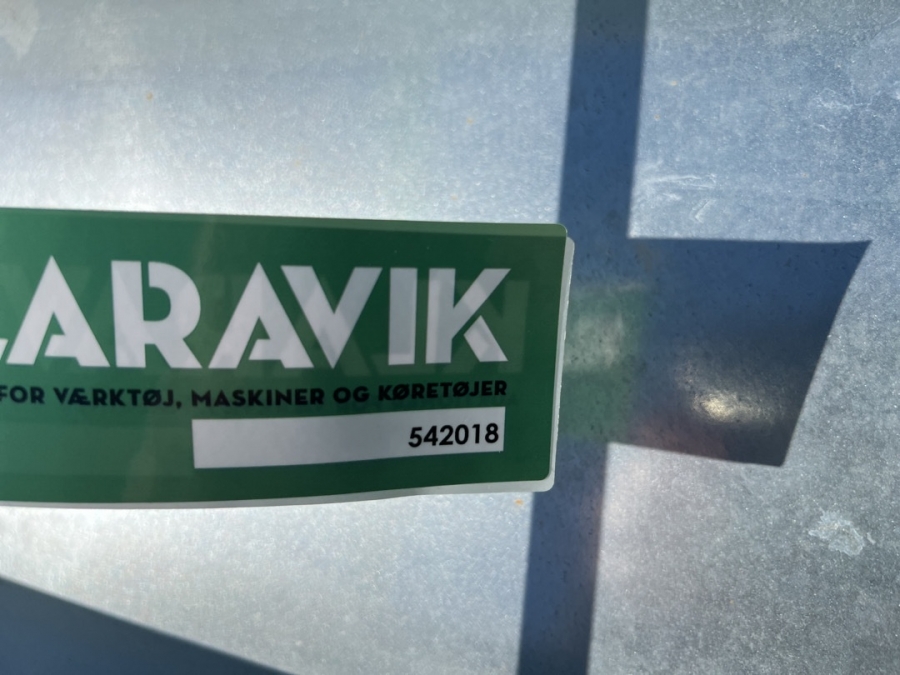 LARAVIK
FOR VÆRKTØJ, MASKINER OG KØRETØJER
542018